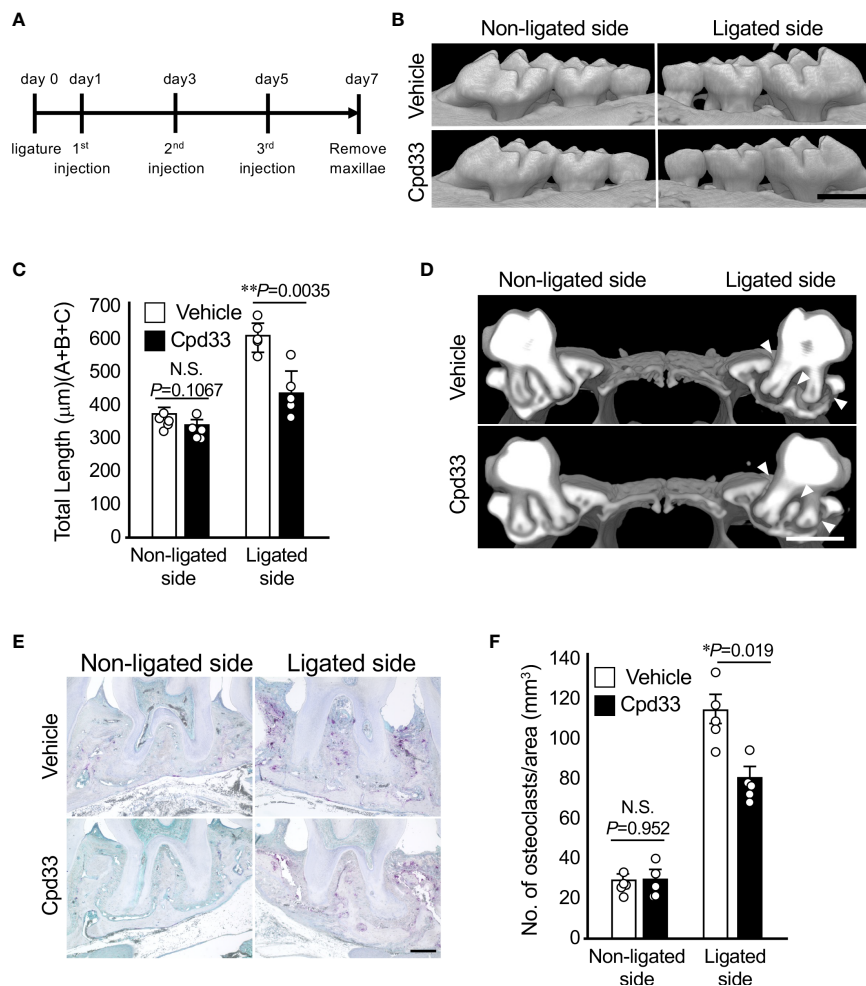 A
day 0 day1 day3 day5 day7
ligature 1st injection 2nd injection 3rd injection Remove maxillae
B
Non-ligated side Ligated side
Vehicle
Cpd33
C
Total Length (μm)(A+B+C)
700
600
500
400
300
200
100
0
Vehicle
Cpd33
N.S.
P=0.1067
**P=0.0035
Non-ligated side
Ligated side
D
Non-ligated side Ligated side
Vehicle
Cpd33
E
Non-ligated side Ligated side
Vehicle
Cpd33
F
No. of osteoclasts/area (mm3)
140
120
100
80
60
40
20
0
Vehicle
Cpd33
N.S.
P=0.952
*P=0.019
Non-ligated side
Ligated side